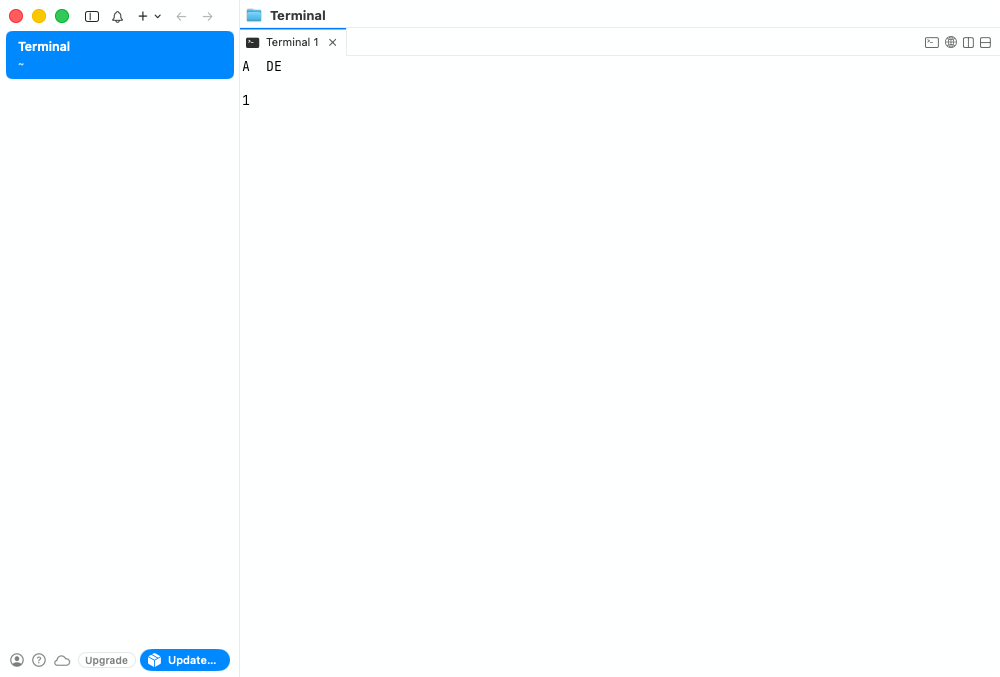 Terminal
Terminal
~
Terminal 1
A  DE
1
Upgrade
Update...